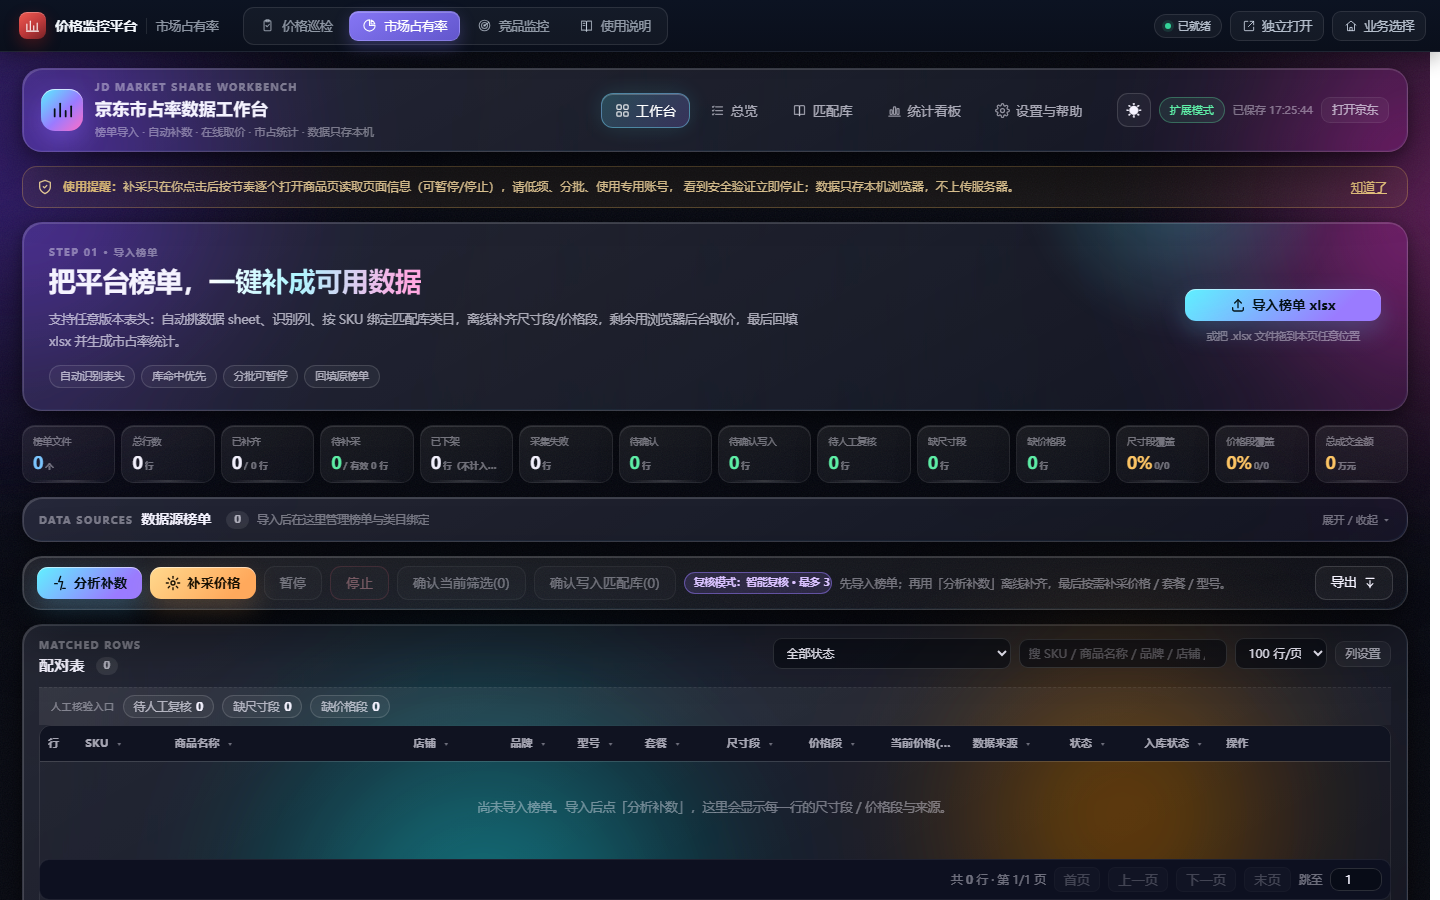 价格监控平台 市场占有率 价格巡检 市场占有率 竞品监控 使用说明 已就绪 独立打开 业务选择
JD MARKET SHARE WORKBENCH
京东市占率数据工作台
榜单导入 · 自动补数 · 在线取价 · 市占统计 · 数据只存本机
工作台 总览 匹配库 统计看板 设置与帮助 扩展模式 已保存 17:25:44 打开京东
使用提醒：补采只在你点击后按节奏逐个打开商品页读取页面信息（可暂停/停止），请低频、分批、使用专用账号， 看到安全验证立即停止；数据只存本机浏览器，不上传服务器。 知道了
STEP 01 • 导入榜单
把平台榜单，一键补成可用数据
支持任意版本表头：自动挑数据 sheet、识别列、按 SKU 绑定匹配库类目，离线补齐尺寸段/价格段，剩余用浏览器后台取价，最后回填
xlsx 并生成市占率统计。
自动识别表头 库命中优先 分批可暂停 回填原榜单
导入榜单 xlsx
或把 .xlsx 文件拖到本页任意位置
榜单文件 总行数 已补齐 待补采 已下架 采集失败 待确认 待确认写入 待人工复核 缺尺寸段 缺价格段 尺寸段覆盖 价格段覆盖 总成交金额
0 个 0 行 0 / 0 行 0 / 有效 0 行 0 行（不计入... 0 行 0 行 0 行 0 行 0 行 0 行 0% 0/0 0% 0/0 0 万元
DATA SOURCES 数据源榜单 0 导入后在这里管理榜单与类目绑定 展开 / 收起
分析补数 补采价格 暂停 停止 确认当前筛选(0) 确认写入匹配库(0) 复核模式：智能复核 • 最多 3 先导入榜单；再用「分析补数」离线补齐，最后按需补采价格 / 套餐 / 型号。 导出
MATCHED ROWS
配对表 0
全部状态 搜 SKU / 商品名称 / 品牌 / 店铺 , 100 行/页 列设置
人工核验入口 待人工复核 0 缺尺寸段 0 缺价格段 0
行 SKU 商品名称 店铺 品牌 型号 套餐 尺寸段 价格段 当前价格(... 数据来源 状态 入库状态 操作
尚未导入榜单。导入后点「分析补数」，这里会显示每一行的尺寸段 / 价格段与来源。
共 0 行 · 第 1/1 页 首页 上一页 下一页 末页 跳至 1